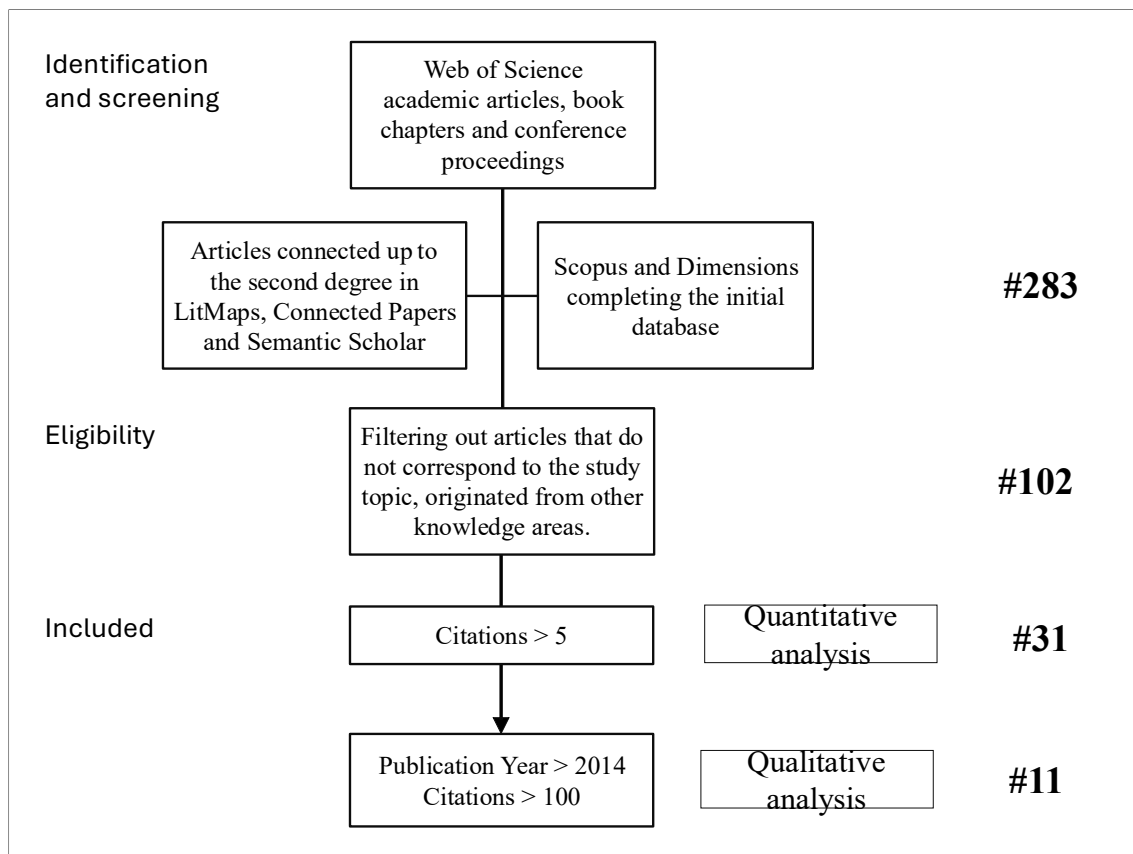 Identification
and screening
Web of Science
academic articles, book
chapters and conference
proceedings
Articles connected up to
the second degree in
LitMaps, Connected Papers
and Semantic Scholar
Scopus and Dimensions
completing the initial
database
#283
Eligibility
Filtering out articles that do
not correspond to the study
topic, originated from other
knowledge areas.
#102
Included
Citations > 5
Quantitative
analysis
#31
Publication Year > 2014
Citations > 100
Qualitative
analysis
#11